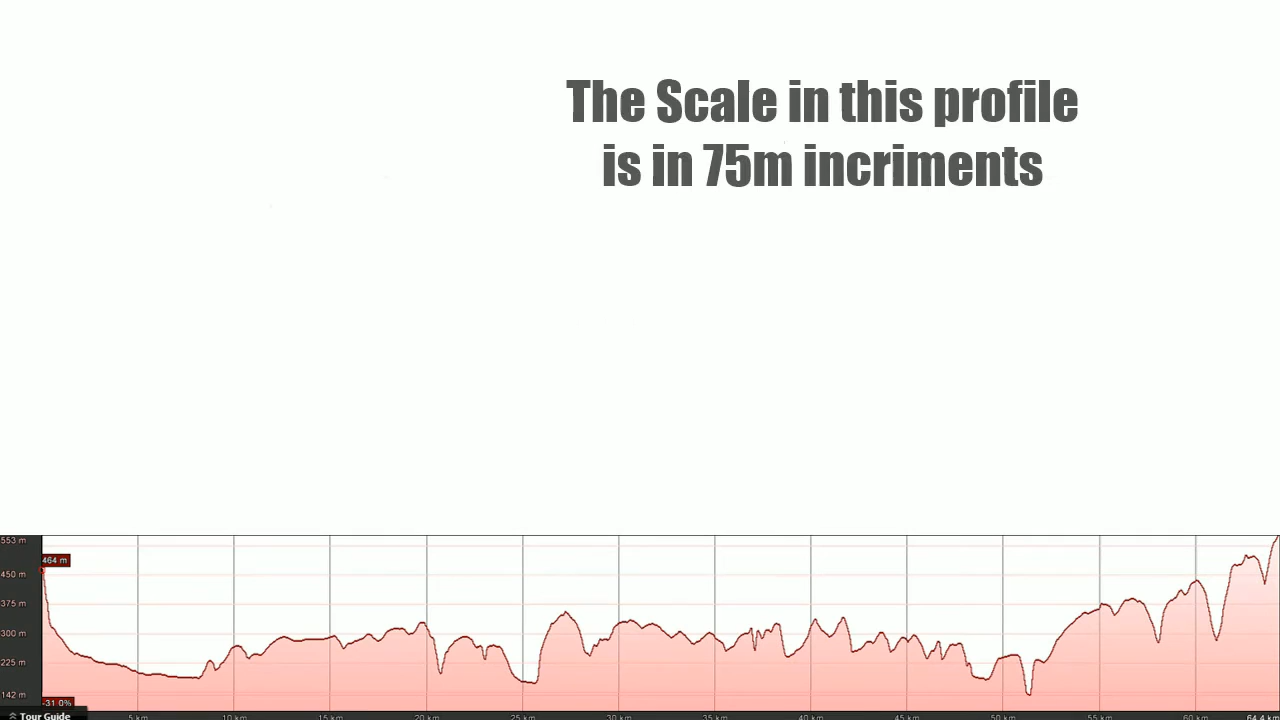 The Scale in this profile
is in 75m incriments
553 m
464 m
450 m
375 m
300 m
225 m
142 m
-31.0%
Tour Guide
5 km
10 km
15 km
20 km
25 km
30 km
35 km
40 km
45 km
50 km
55 km
60 km
64.4 km